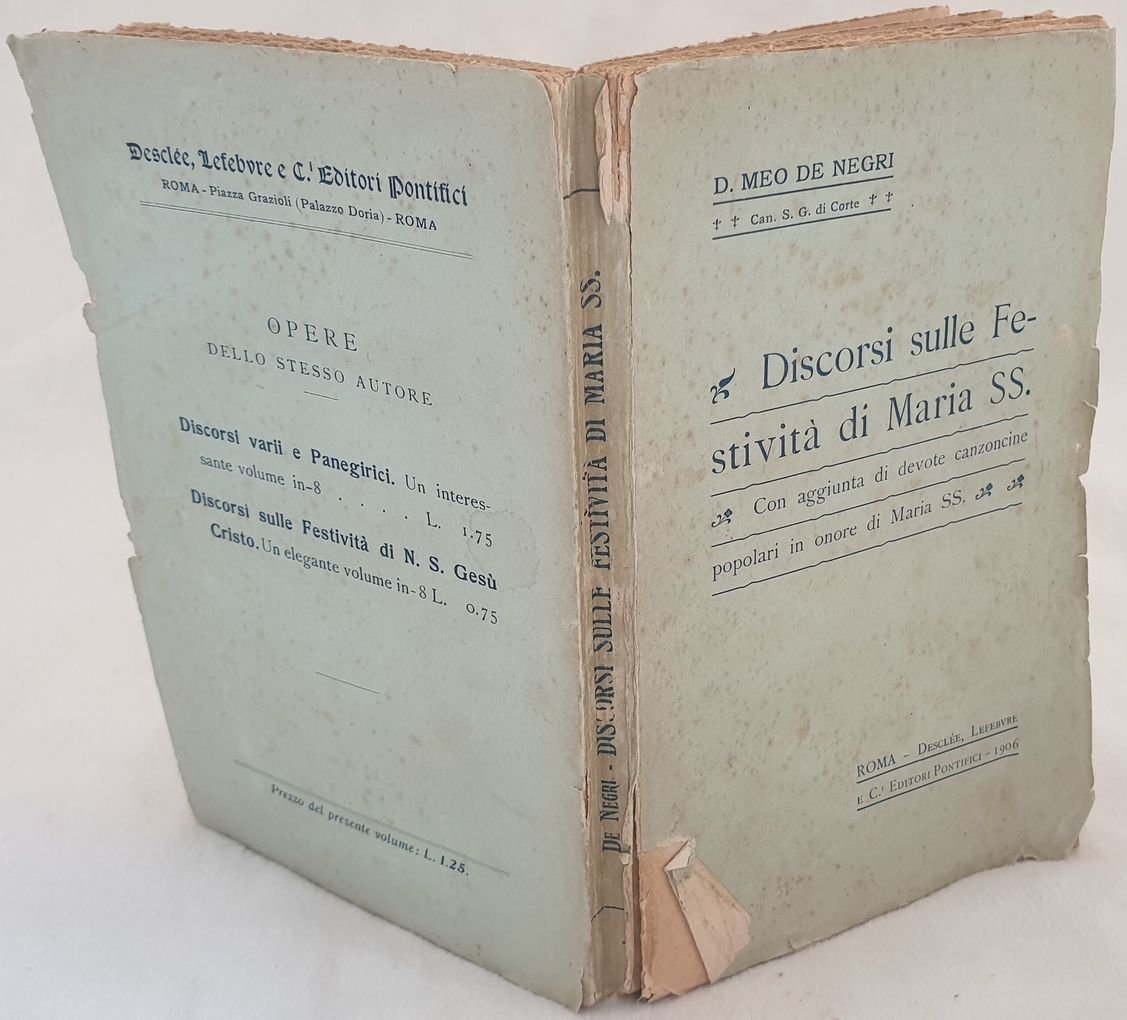 Desclée, Lefebvre e C.i Editori Pontifici
ROMA - Piazza Grazioli (Palazzo Doria) - ROMA
OPERE
DELLO STESSO AUTORE
Discorsi varii e Panegirici. Un interes-
sante volume in-8 . . . . L. 1.75
Discorsi sulle Festività di N. S. Gesù
Cristo. Un elegante volume in-8 L. 0.75
Prezzo del presente volume: L. 1.25.
DE NEGRI - DISCORSI SULLE FESTIVITÀ DI MARIA SS.
D. MEO DE NEGRI
Can. S. G. di Corte
Discorsi sulle Fe-
stività di Maria SS.
Con aggiunta di devote canzoncine
popolari in onore di Maria SS.
ROMA - DESCLÉE, LEFEBVRE
E C.i EDITORI PONTIFICI - 1906